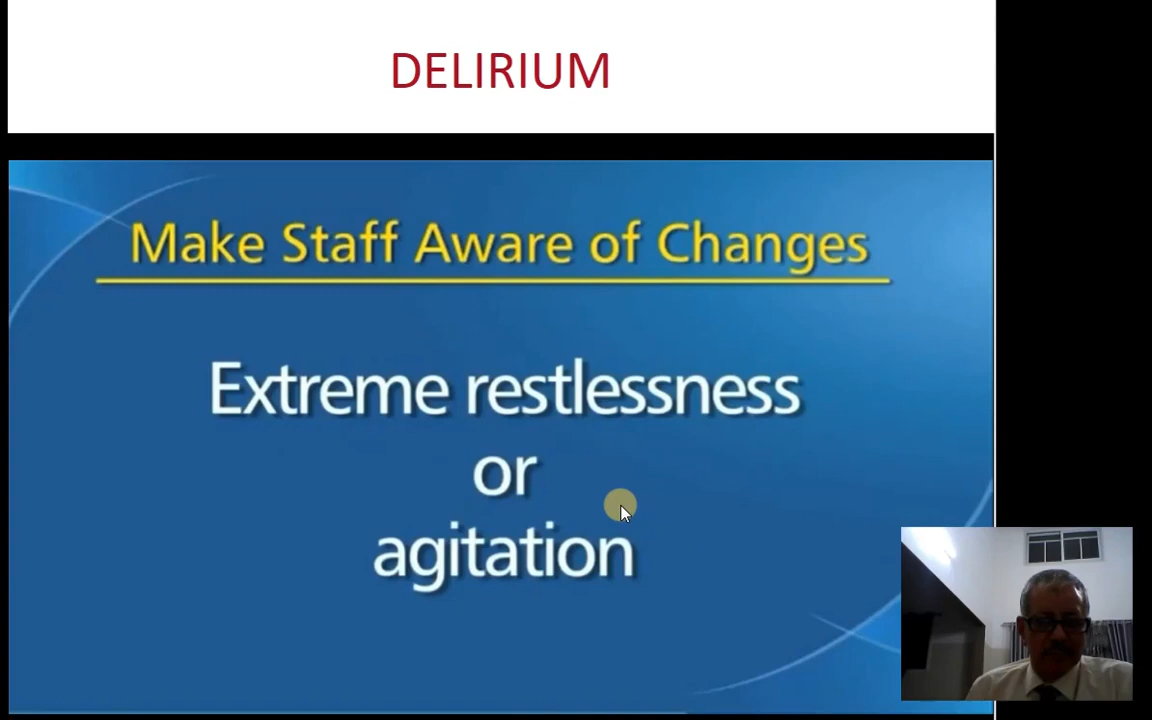 DELIRIUM
Make Staff Aware of Changes
Extreme restlessness
or
agitation